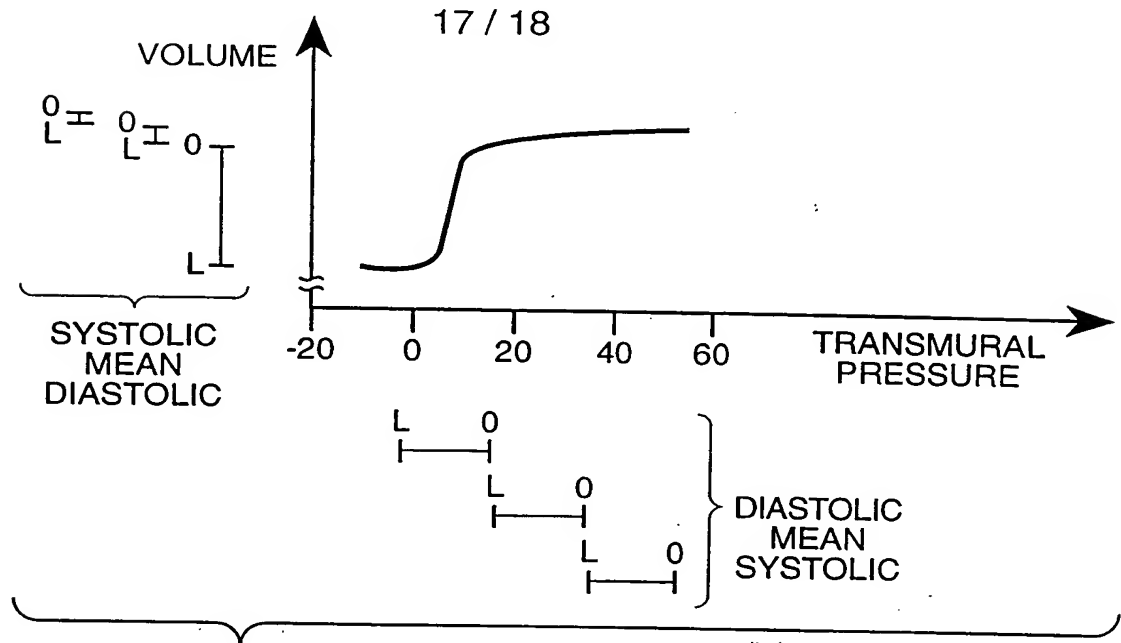 17 / 18
VOLUME
0
L
0
L
0
L
SYSTOLIC
MEAN
DIASTOLIC
-20 0 20 40 60
TRANSMURAL
PRESSURE
L 0
L 0
L 0
DIASTOLIC
MEAN
SYSTOLIC